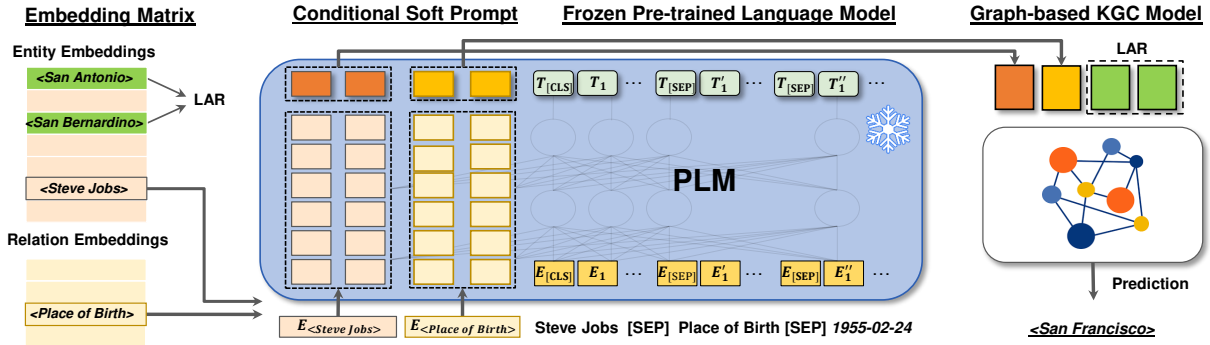 Embedding Matrix
Conditional Soft Prompt
Frozen Pre-trained Language Model
Graph-based KGC Model
Entity Embeddings
<San Antonio>
LAR
<San Bernardino>
<Steve Jobs>
Relation Embeddings
<Place of Birth>
T[CLS] T1 ··· T[SEP] T'1 ··· T[SEP] T''1 ···
PLM
E[CLS] E1 ··· E[SEP] E'1 ··· E[SEP] E''1 ···
E<Steve Jobs> E<Place of Birth> Steve Jobs [SEP] Place of Birth [SEP] 1955-02-24
LAR
Prediction
<San Francisco>